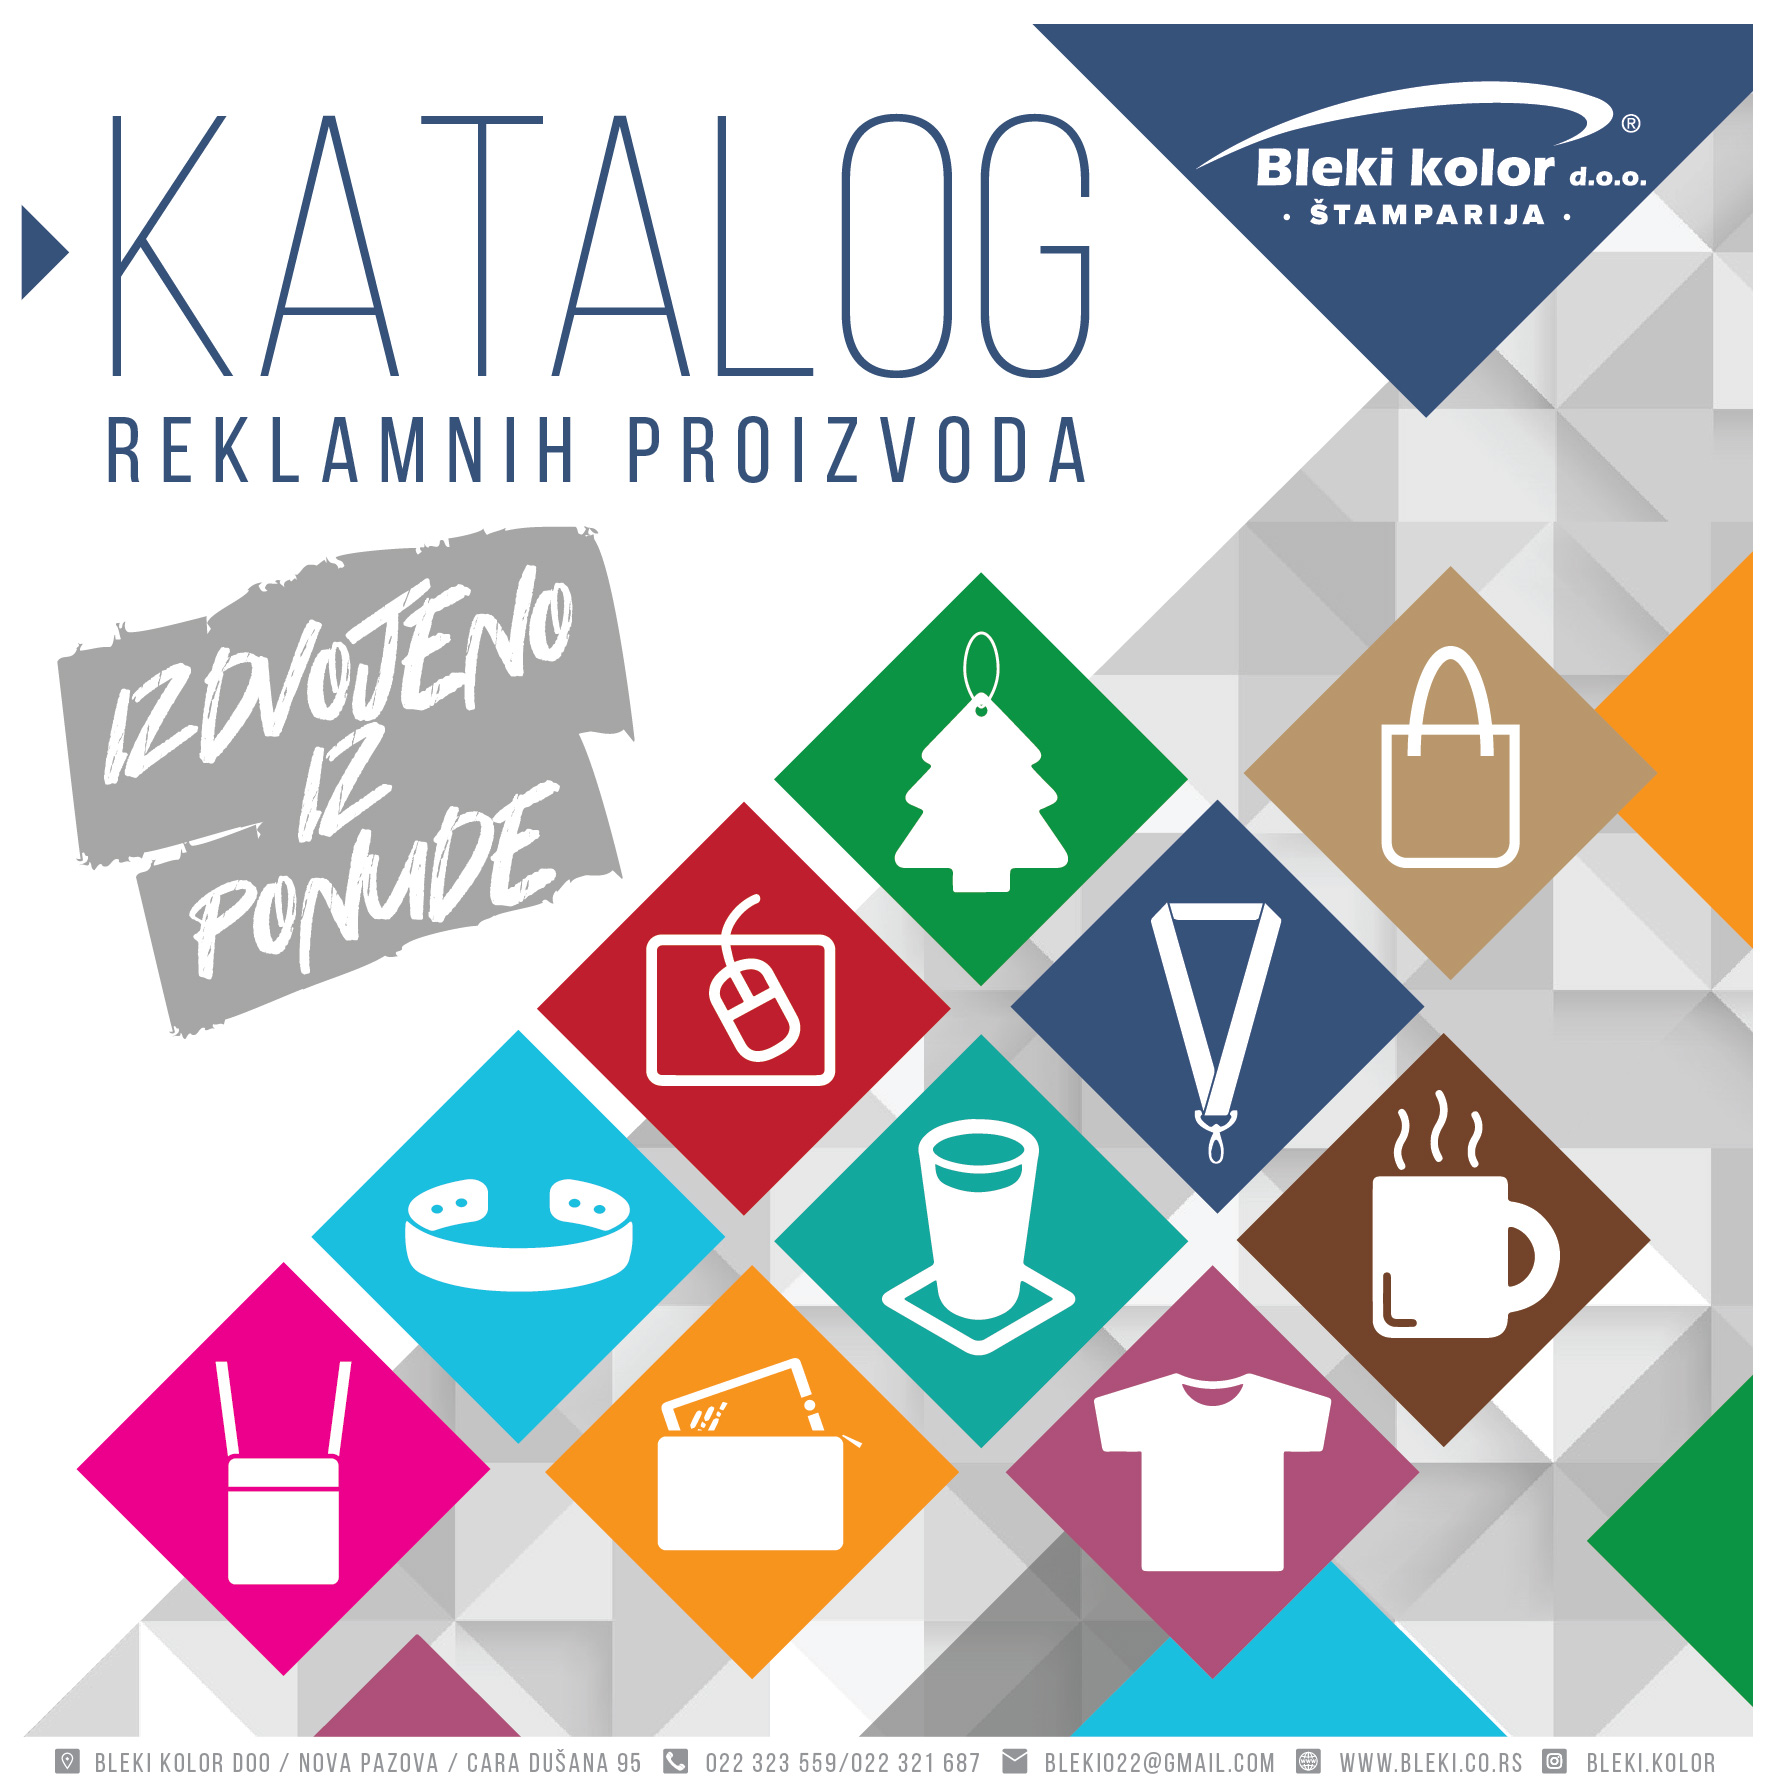 KATALOG
REKLAMNIH PROIZVODA
Bleki kolor d.o.o. ®
· ŠTAMPARIJA ·
IZDVOJENO
IZ
PONUDE
BLEKI KOLOR DOO / NOVA PAZOVA / CARA DUŠANA 95 022 323 559/022 321 687 BLEKI022@GMAIL.COM WWW.BLEKI.CO.RS BLEKI.KOLOR